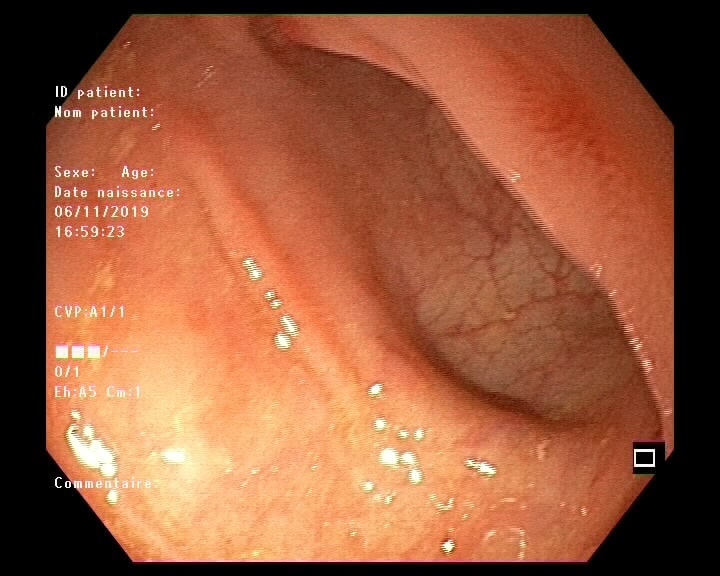 ID patient:
Nom patient:
Sexe: Age:
Date naissance:
06/11/2019
16:59:23
CVP:A1/1
■■■/---
0/1
Eh:A5 Cm:1
Commentaire: